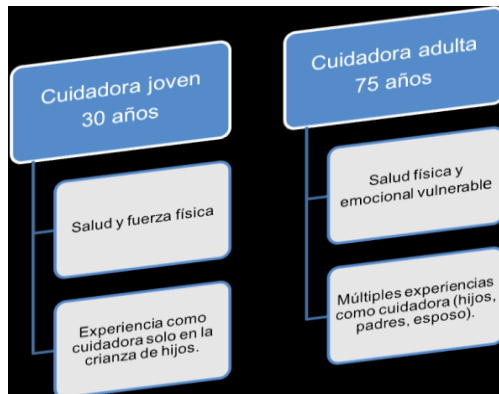 Cuidadora joven
30 años
Salud y fuerza física
Experiencia como
cuidadora solo en la
crianza de hijos.
Cuidadora adulta
75 años
Salud física y
emocional vulnerable
Múltiples experiencias
como cuidadora (hijos,
padres, esposo).